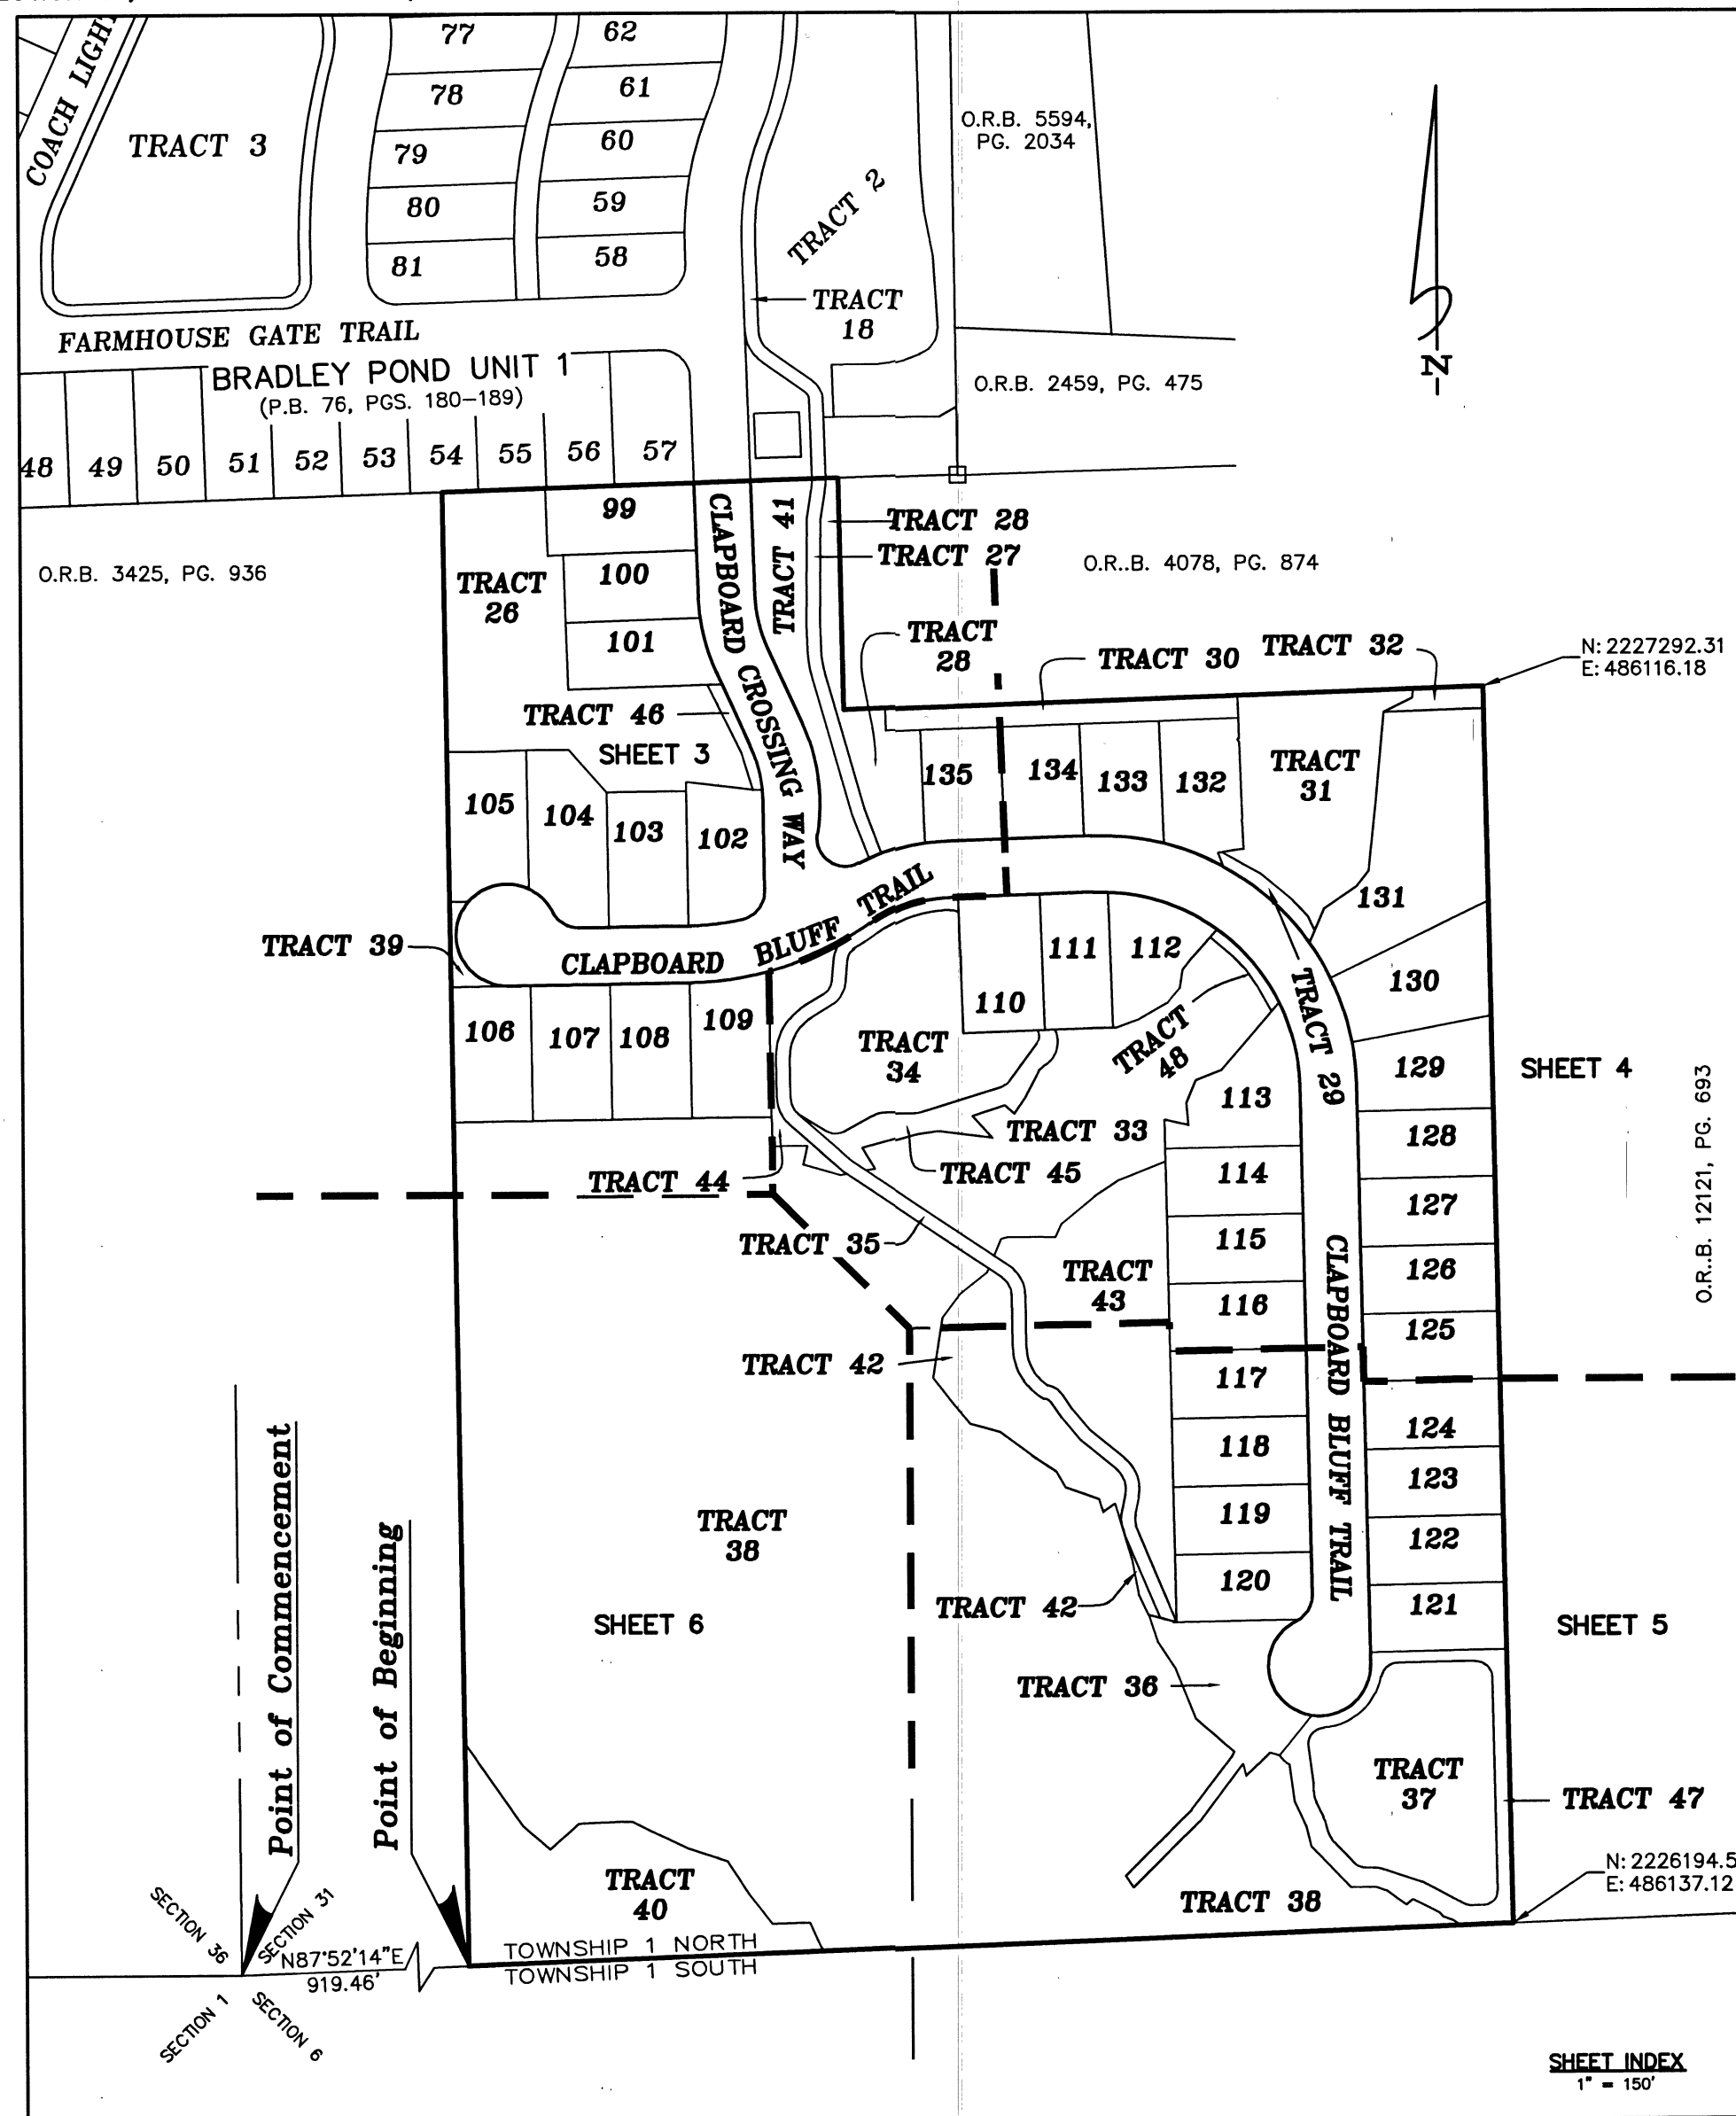 COACH LIGHT
TRACT 3
77
78
79
80
81
62
61
60
59
58
TRACT 2
TRACT
18
O.R.B. 5594,
PG. 2034
O.R.B. 2459, PG. 475
-N-
FARMHOUSE GATE TRAIL
BRADLEY POND UNIT 1
(P.B. 76, PGS. 180-189)
48
49
50
51
52
53
54
55
56
57
O.R.B. 3425, PG. 936
TRACT
26
99
100
101
CLAPBOARD CROSSING WAY
TRACT 41
TRACT 28
TRACT 27
O.R..B. 4078, PG. 874
TRACT
28
TRACT 30
TRACT 32
N: 2227292.31
E: 486116.18
TRACT 46
SHEET 3
105
104
103
102
135
134
133
132
TRACT
31
131
TRACT 39
CLAPBOARD BLUFF TRAIL
106
107
108
109
110
111
112
130
TRACT
34
TRACT
48
TRACT 29
129
SHEET 4
O.R..B. 12121, PG. 693
113
TRACT 33
128
TRACT 44
TRACT 45
114
127
TRACT 35
115
TRACT
43
126
116
125
CLAPBOARD BLUFF TRAIL
TRACT 42
117
124
118
123
119
122
120
121
Point of Commencement
Point of Beginning
TRACT
38
SHEET 6
TRACT 42
SHEET 5
TRACT 36
TRACT
37
TRACT 47
N: 2226194.5
E: 486137.12
TRACT
40
TRACT 38
SECTION 36
SECTION 31
N87°52'14"E
919.46'
TOWNSHIP 1 NORTH
TOWNSHIP 1 SOUTH
SECTION 1
SECTION 6
SHEET INDEX
1" = 150'